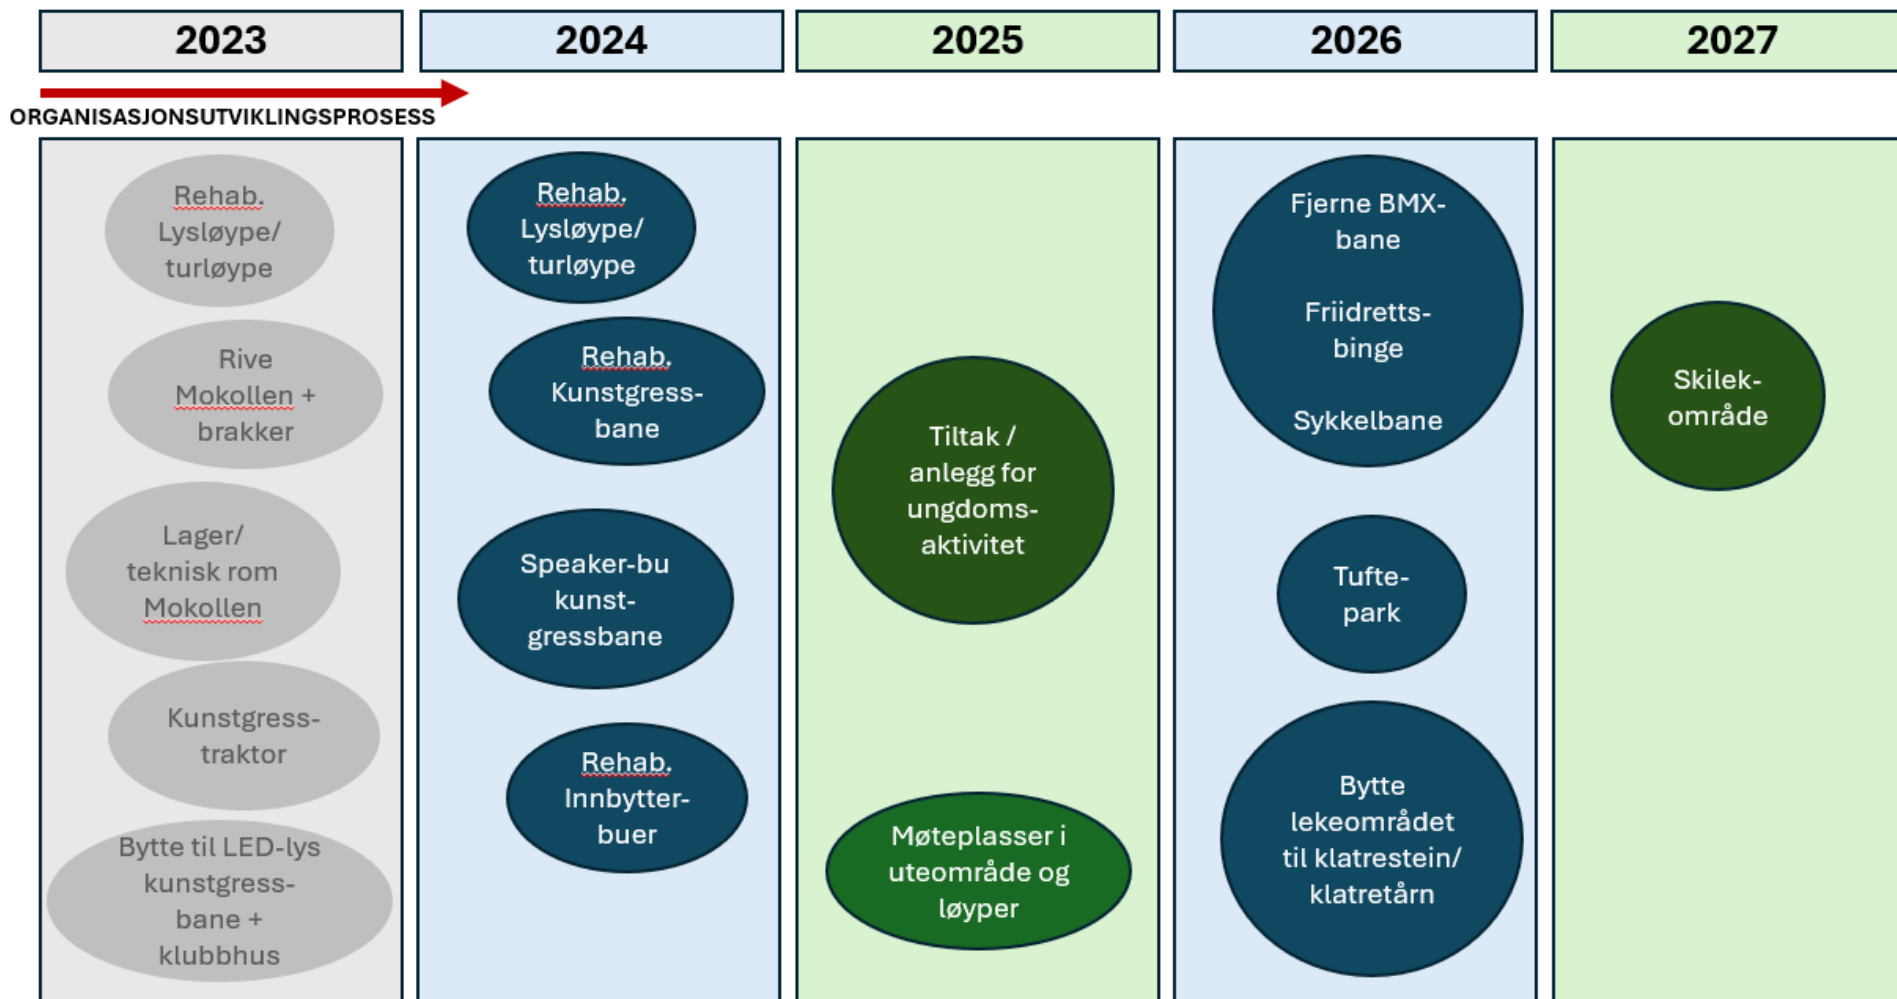 2023
2024
2025
2026
2027
ORGANISASJONSUTVIKLINGSPROSESS
Rehab.
Lysløype/
turløype
Rive
Mokollen +
brakker
Lager/
teknisk rom
Mokollen
Kunstgress-
traktor
Bytte til LED-lys
kunstgress-
bane +
klubbhus
Rehab.
Lysløype/
turløype
Rehab.
Kunstgress-
bane
Speaker-bu
kunst-
gressbane
Rehab.
Innbytter-
buer
Tiltak /
anlegg for
ungdoms-
aktivitet
Møteplasser i
uteområde og
løyper
Fjerne BMX-
bane
Friidretts-
binge
Sykkelbane
Tufte-
park
Bytte
lekeområdet
til klatrestein/
klatretårn
Skilek-
område